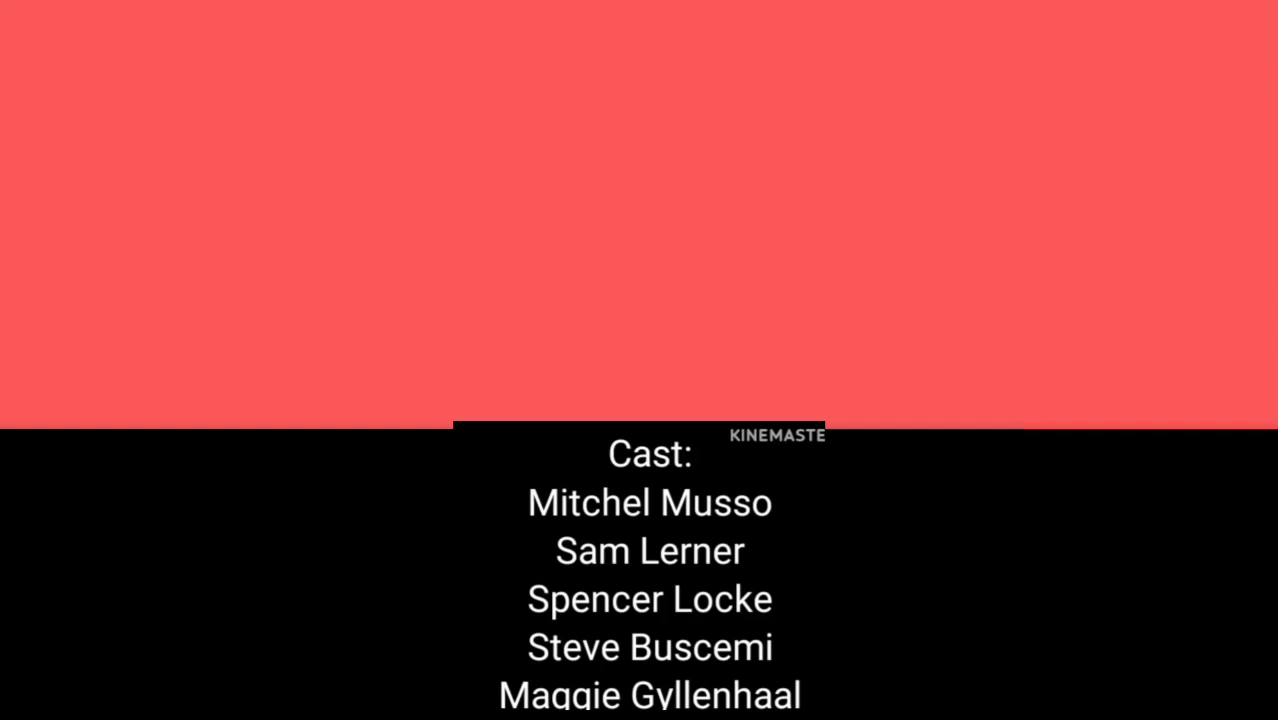 KINEMASTE
Cast:
Mitchel Musso
Sam Lerner
Spencer Locke
Steve Buscemi
Maggie Gyllenhaal